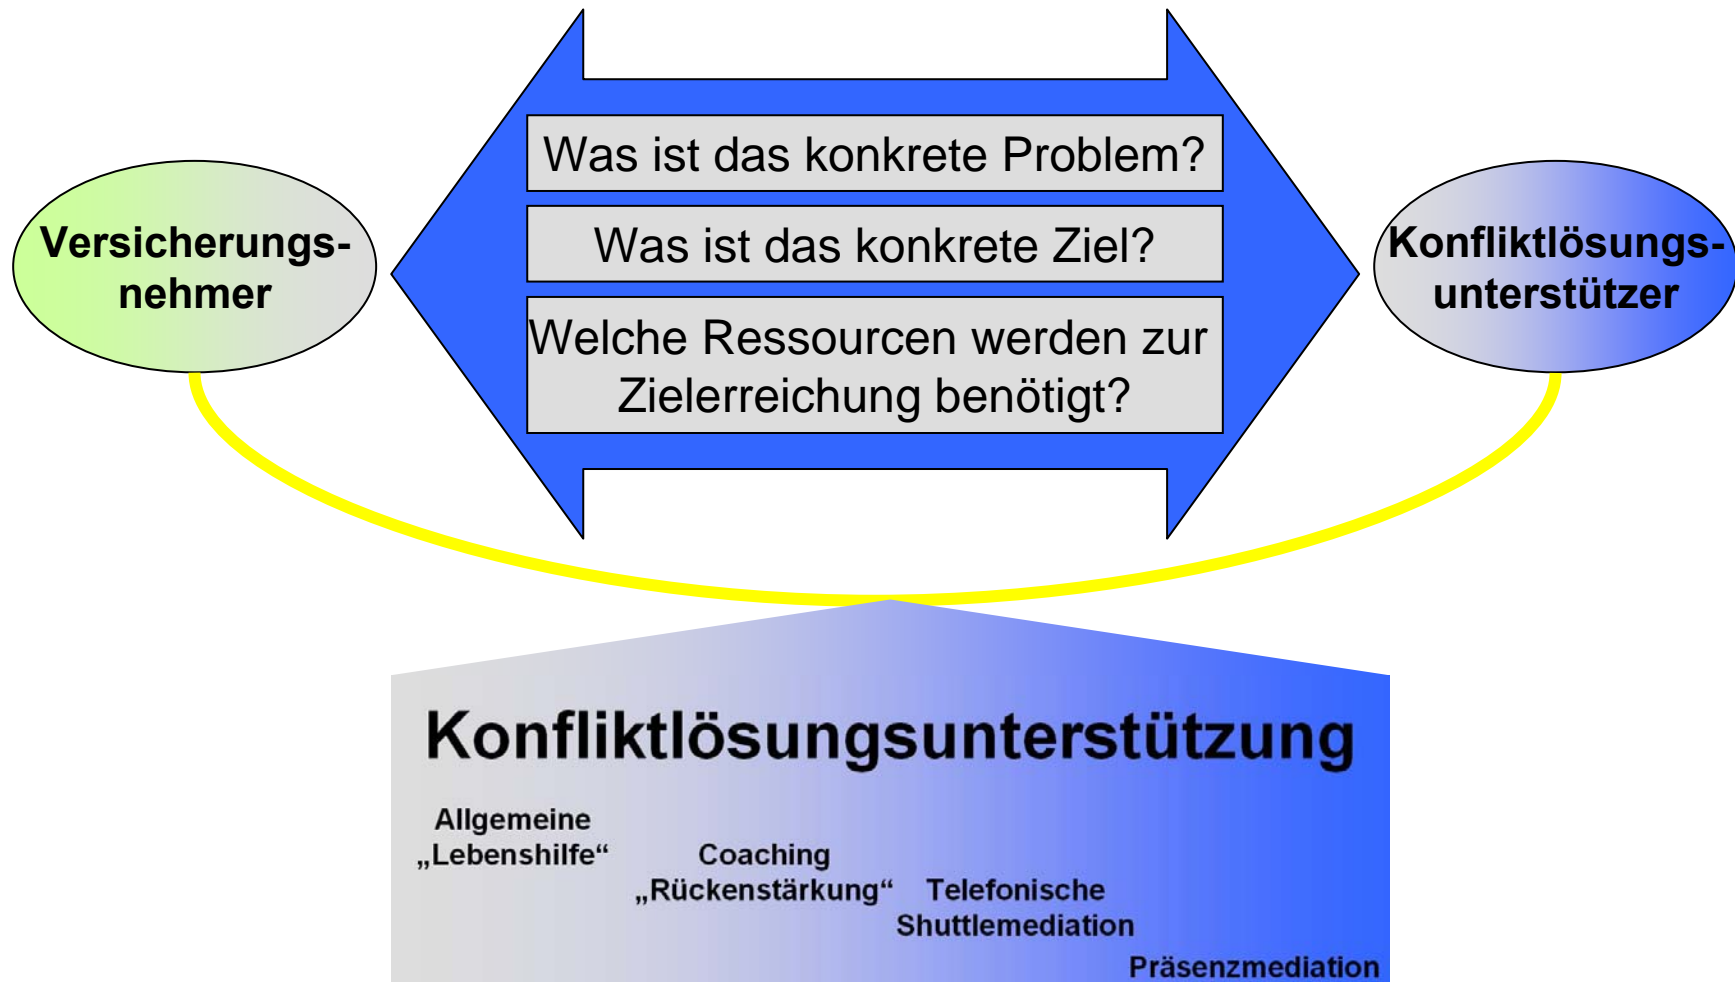 Was ist das konkrete Problem?
Versicherungs-
nehmer
Was ist das konkrete Ziel?
Konfliktlösungs-
unterstützer
Welche Ressourcen werden zur
Zielerreichung benötigt?
Konfliktlösungsunterstützung
Allgemeine
„Lebenshilfe“
Coaching
„Rückenstärkung“
Telefonische
Shuttlemediation
Präsenzmediation